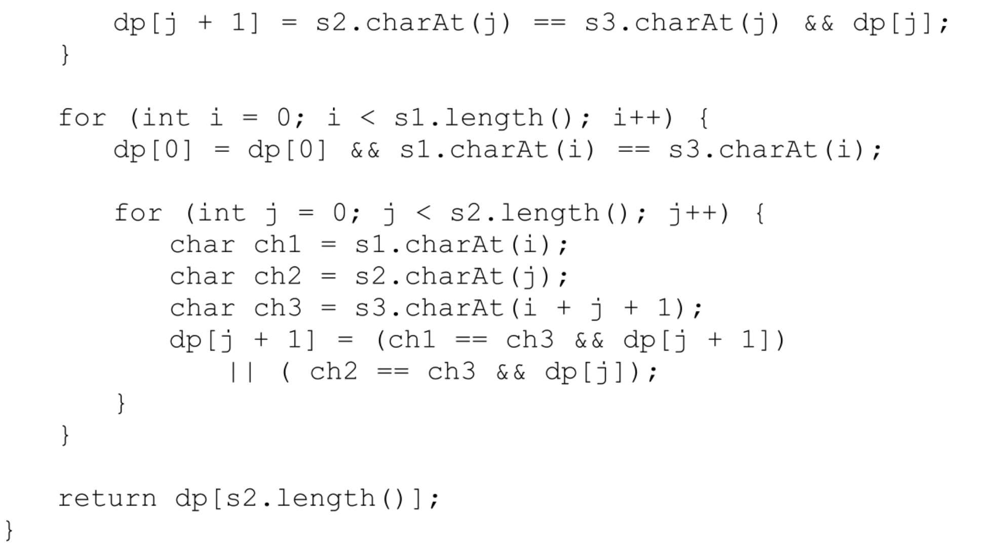 dp[j + 1] = s2.charAt(j) == s3.charAt(j) && dp[j];
    }

    for (int i = 0; i < s1.length(); i++) {
        dp[0] = dp[0] && s1.charAt(i) == s3.charAt(i);

        for (int j = 0; j < s2.length(); j++) {
            char ch1 = s1.charAt(i);
            char ch2 = s2.charAt(j);
            char ch3 = s3.charAt(i + j + 1);
            dp[j + 1] = (ch1 == ch3 && dp[j + 1])
                || ( ch2 == ch3 && dp[j]);
        }
    }

    return dp[s2.length()];
}